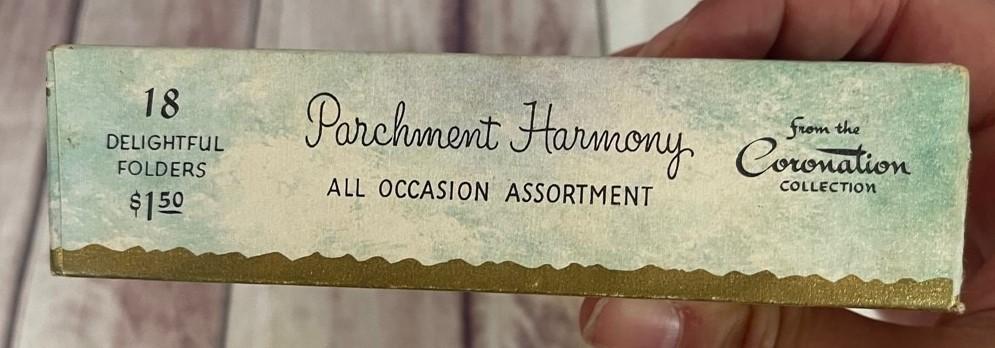 18
DELIGHTFUL
FOLDERS
$1.50
Parchment Harmony
ALL OCCASION ASSORTMENT
from the
Coronation
COLLECTION